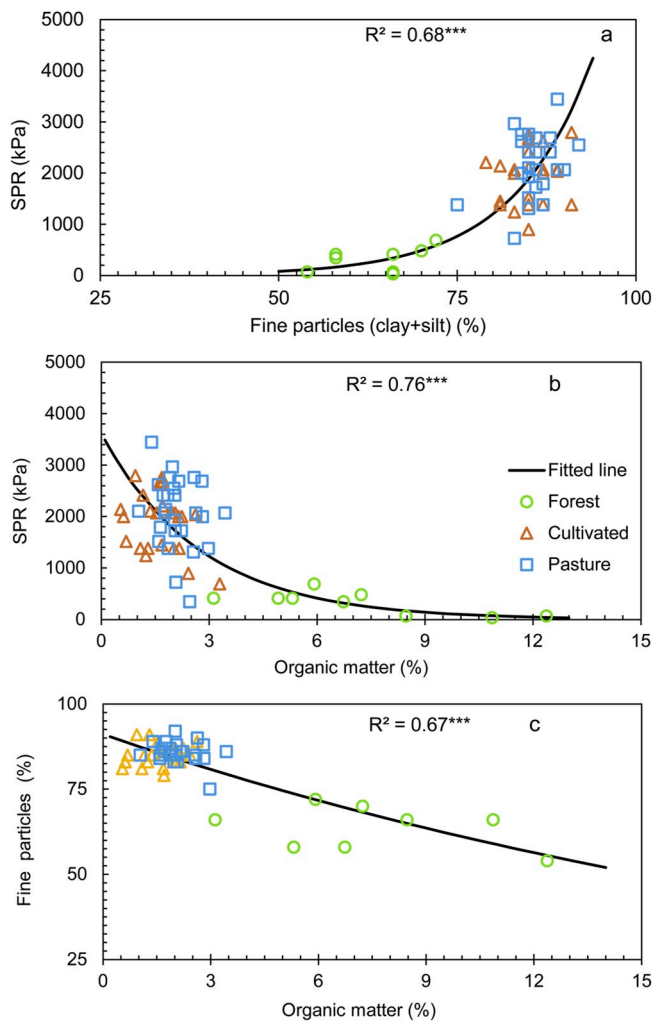 R² = 0.68***
a
5000
4000
3000
2000
1000
0
SPR (kPa)
25
50
75
100
Fine particles (clay+silt) (%)
R² = 0.76***
b
5000
4000
3000
2000
1000
0
SPR (kPa)
Fitted line
Forest
Cultivated
Pasture
0
3
6
9
12
15
Organic matter (%)
R² = 0.67***
c
100
75
50
25
Fine particles (%)
0
3
6
9
12
15
Organic matter (%)